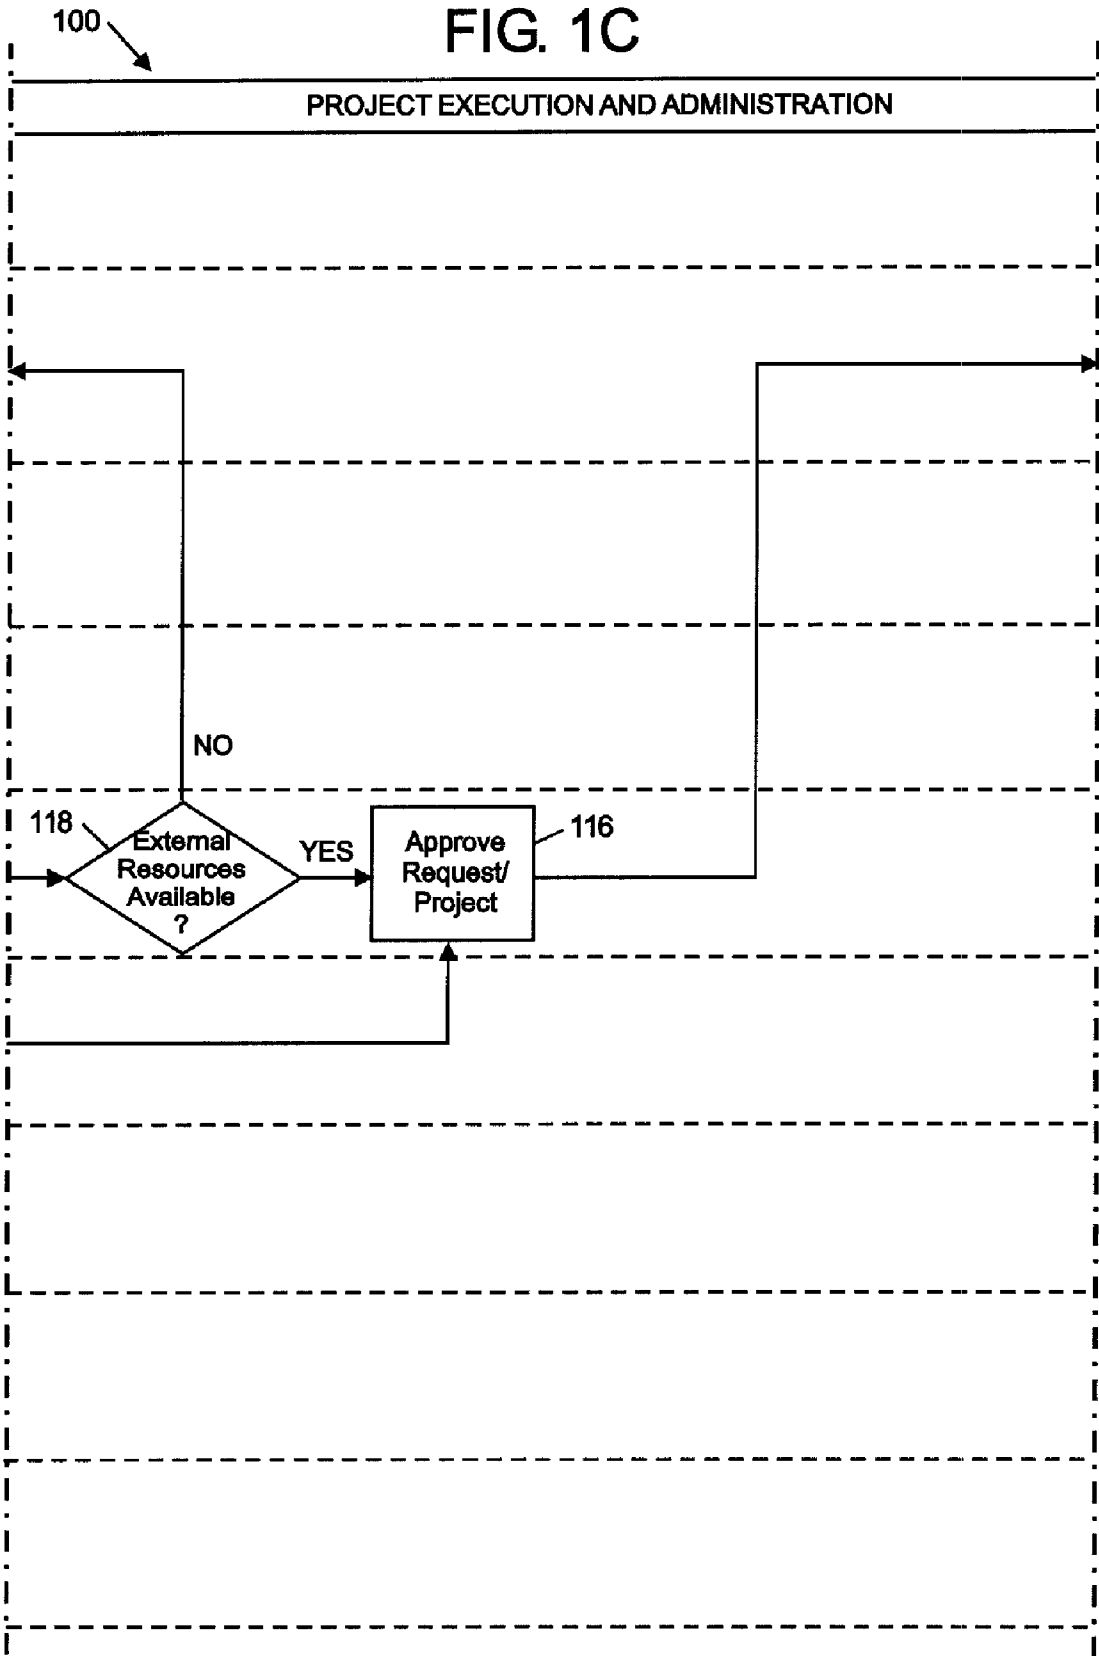 FIG. 1C
100
PROJECT EXECUTION AND ADMINISTRATION
NO
118
External
Resources
Available
?
YES
Approve
Request/
Project
116